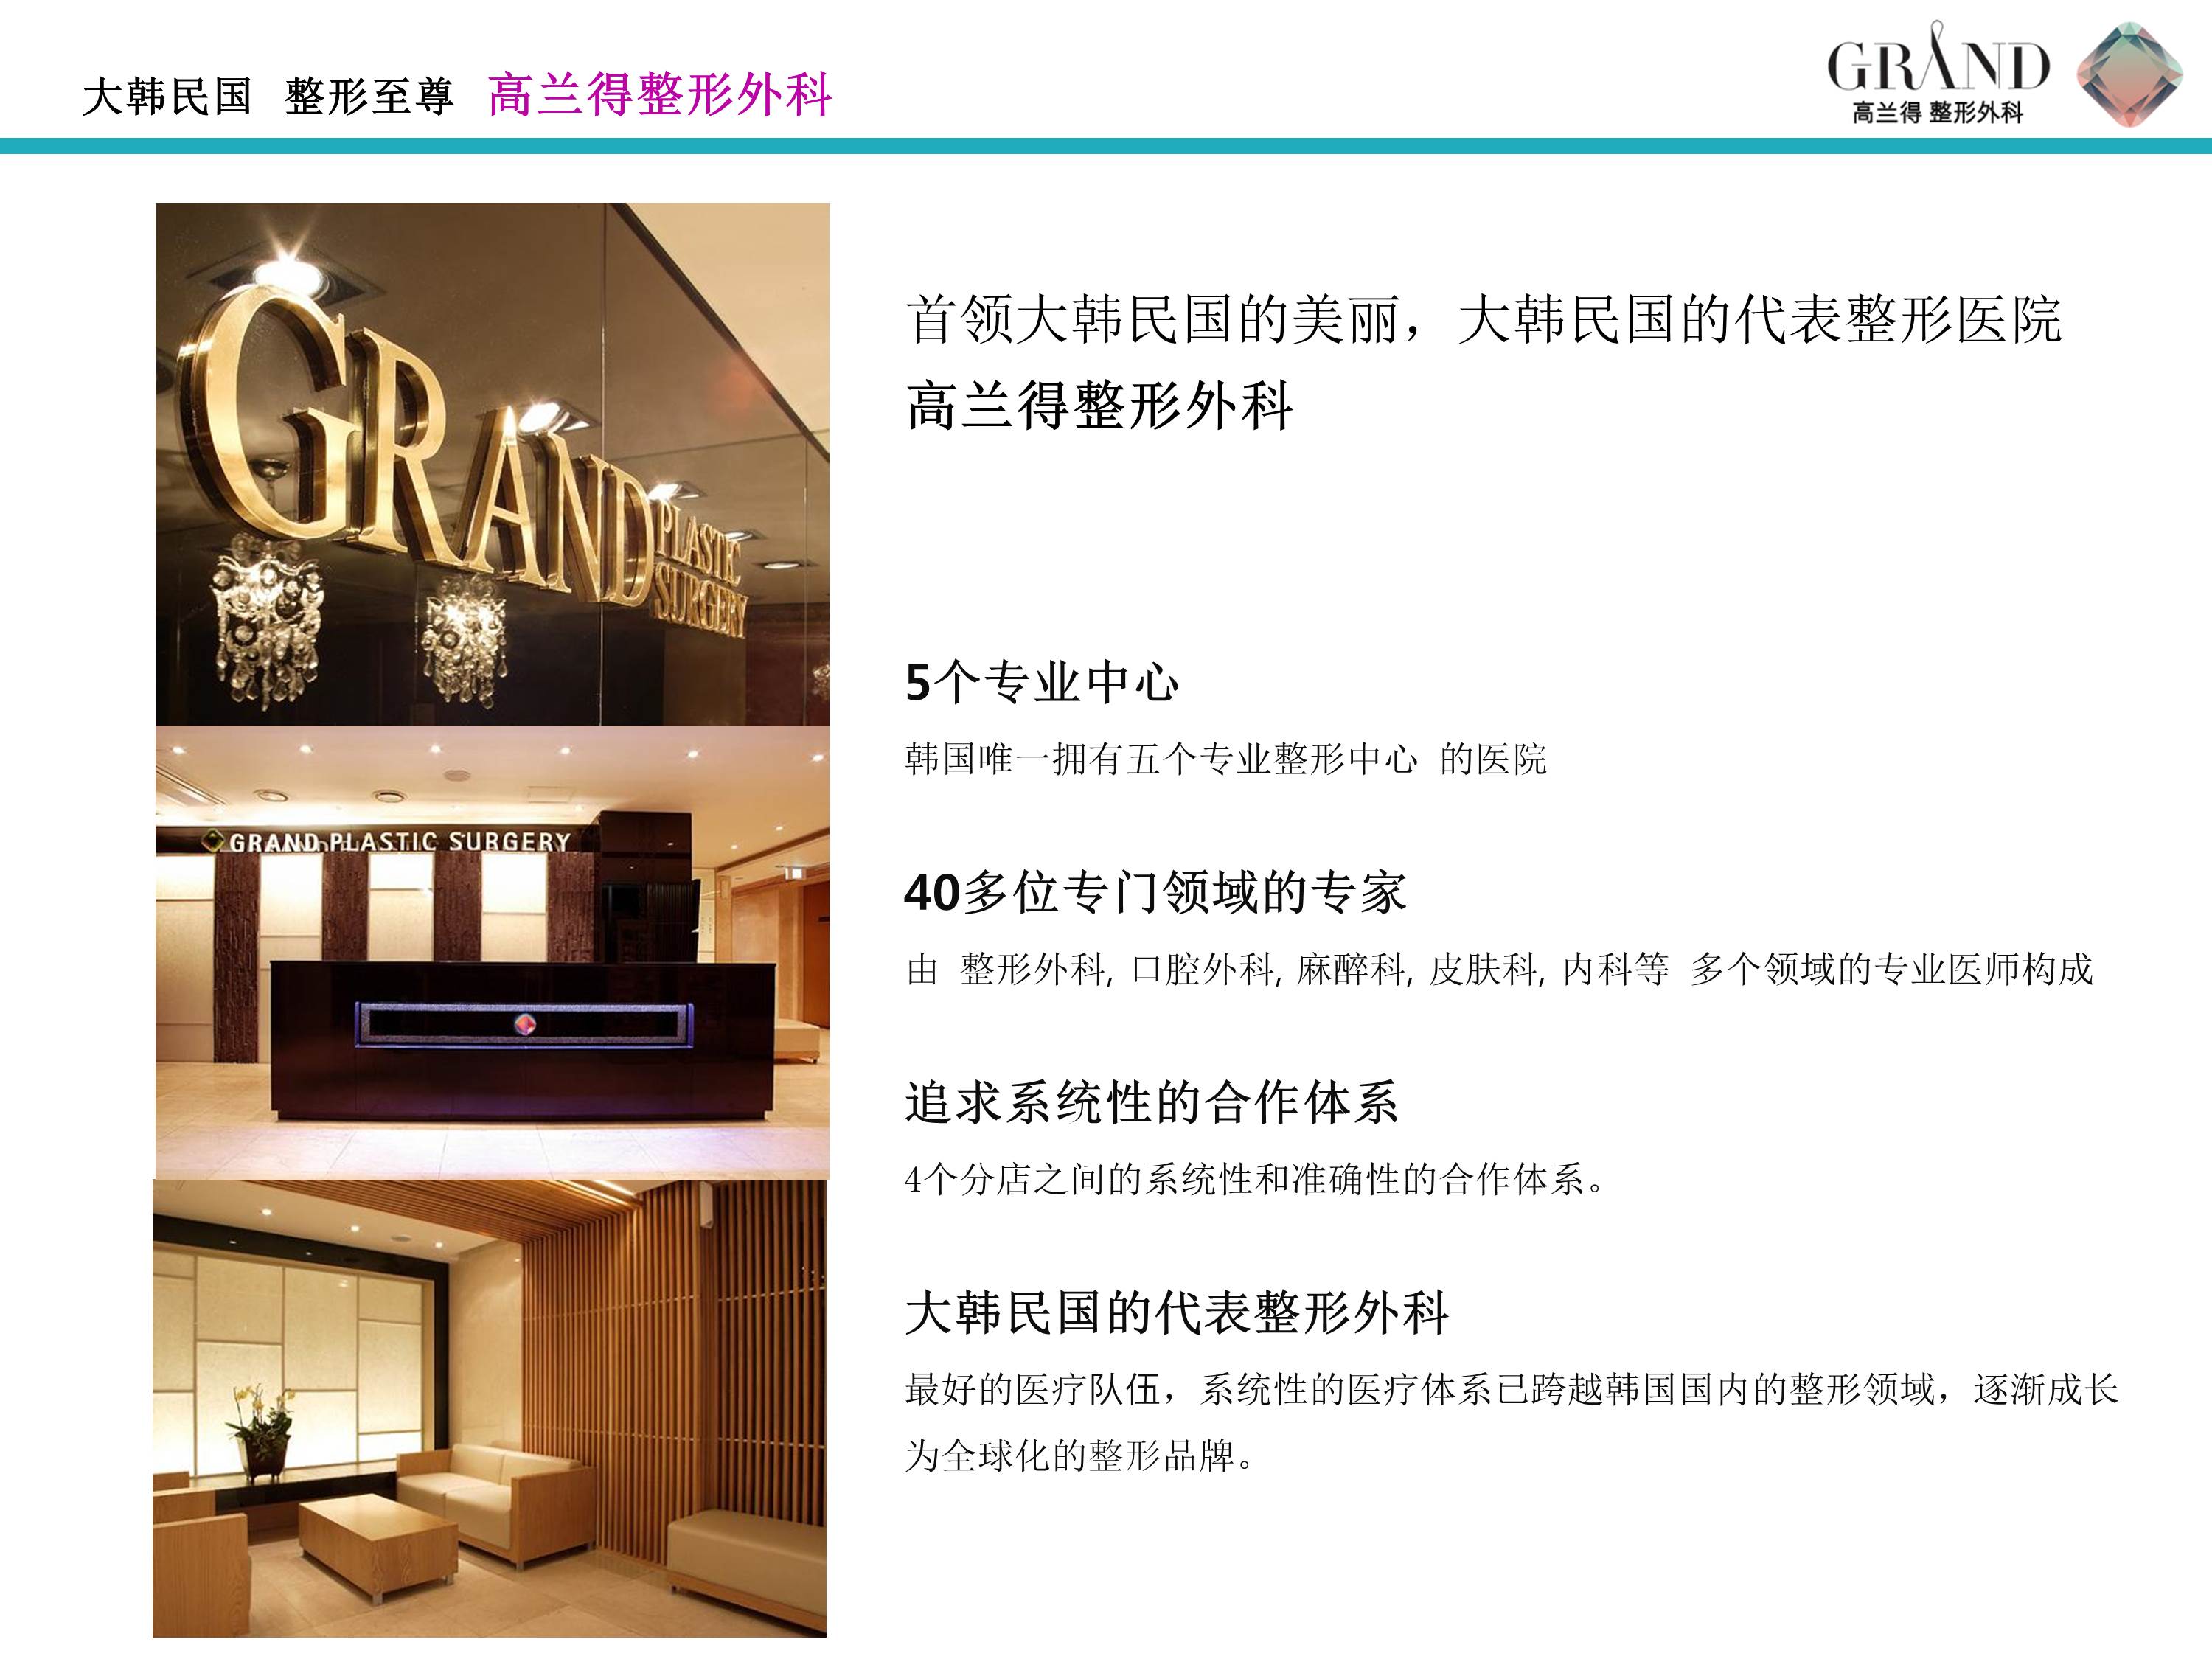 大韩民国 整形至尊 高兰得整形外科
GRAND
高兰得 整形外科
GRAND
PLASTIC
SURGERY
GRAND PLASTIC SURGERY
首领大韩民国的美丽，大韩民国的代表整形医院
高兰得整形外科
5个专业中心
韩国唯一拥有五个专业整形中心 的医院
40多位专门领域的专家
由 整形外科, 口腔外科, 麻醉科, 皮肤科, 内科等 多个领域的专业医师构成
追求系统性的合作体系
4个分店之间的系统性和准确性的合作体系。
大韩民国的代表整形外科
最好的医疗队伍，系统性的医疗体系已跨越韩国国内的整形领域，逐渐成长
为全球化的整形品牌。